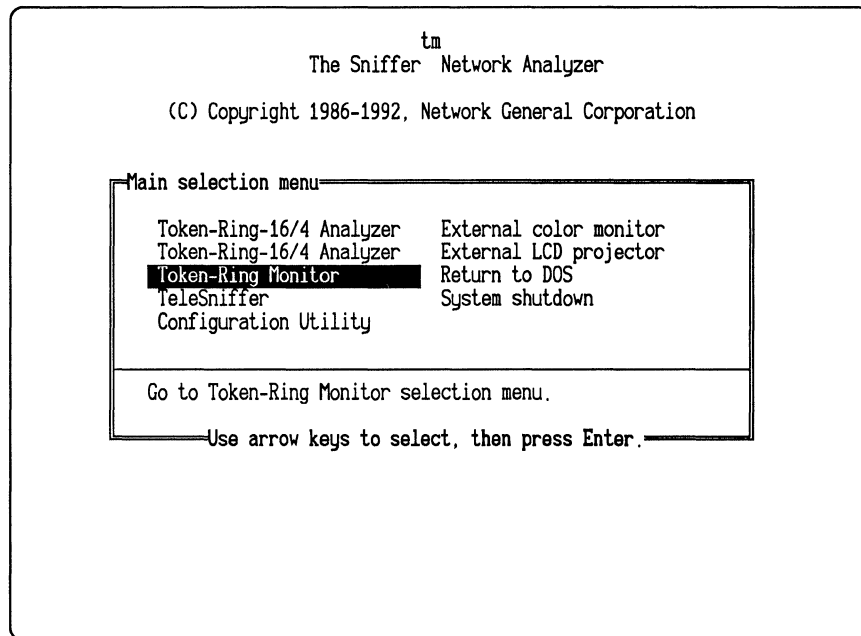 tm
The Sniffer Network Analyzer
(C) Copyright 1986-1992, Network General Corporation
Main selection menu
Token-Ring-16/4 Analyzer External color monitor
Token-Ring-16/4 Analyzer External LCD projector
Token-Ring Monitor Return to DOS
TeleSniffer System shutdown
Configuration Utility
Go to Token-Ring Monitor selection menu.
Use arrow keys to select, then press Enter.